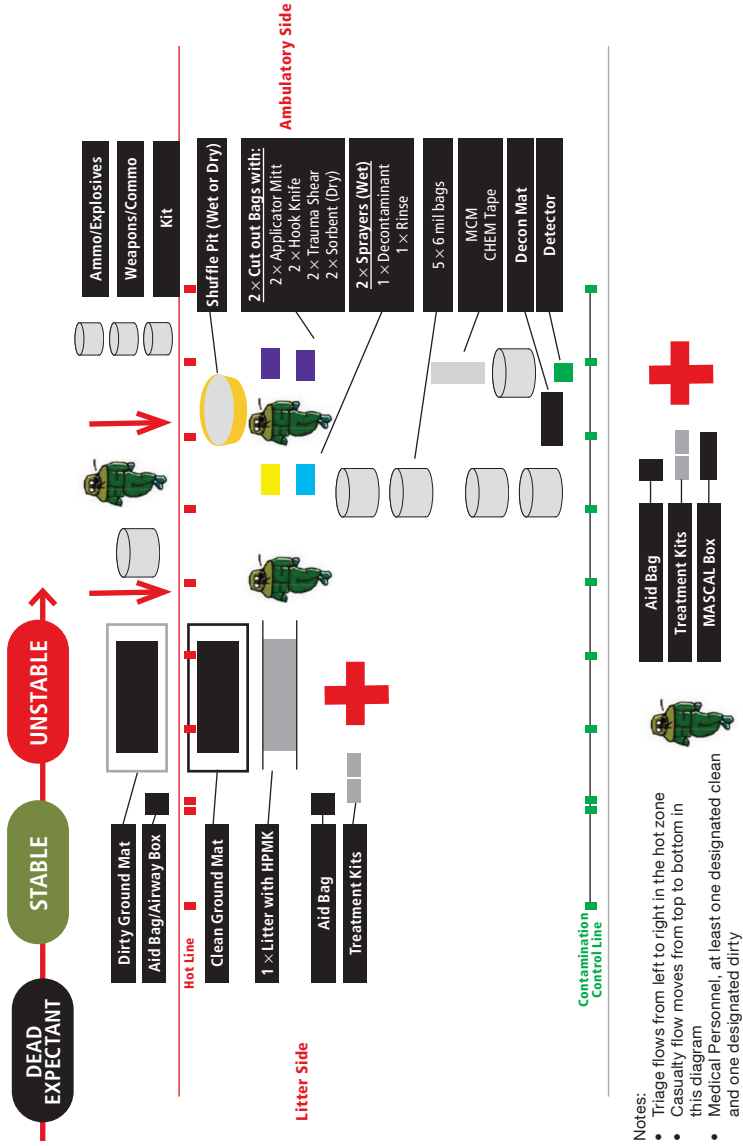 DEAD
EXPECTANT
STABLE
UNSTABLE
Dirty Ground Mat
Aid Bag/Airway Box
Ammo/Explosives
Weapons/Commo
Kit
Hot Line
Clean Ground Mat
1 × Litter with HPMK
Aid Bag
Treatment Kits
Litter Side
Ambulatory Side
Shuffle Pit (Wet or Dry)
2 × Cut out Bags with:
2 × Applicator Mitt
2 × Hook Knife
2 × Trauma Shear
2 × Sorbent (Dry)
2 × Sprayers (Wet)
1 × Decontaminant
1 × Rinse
5 × 6 mil bags
MCM
CHEM Tape
Decon Mat
Detector
Contamination
Control Line
Aid Bag
Treatment Kits
MASCAL Box
Notes:
• Triage flows from left to right in the hot zone
• Casualty flow moves from top to bottom in
this diagram
• Medical Personnel, at least one designated clean
and one designated dirty